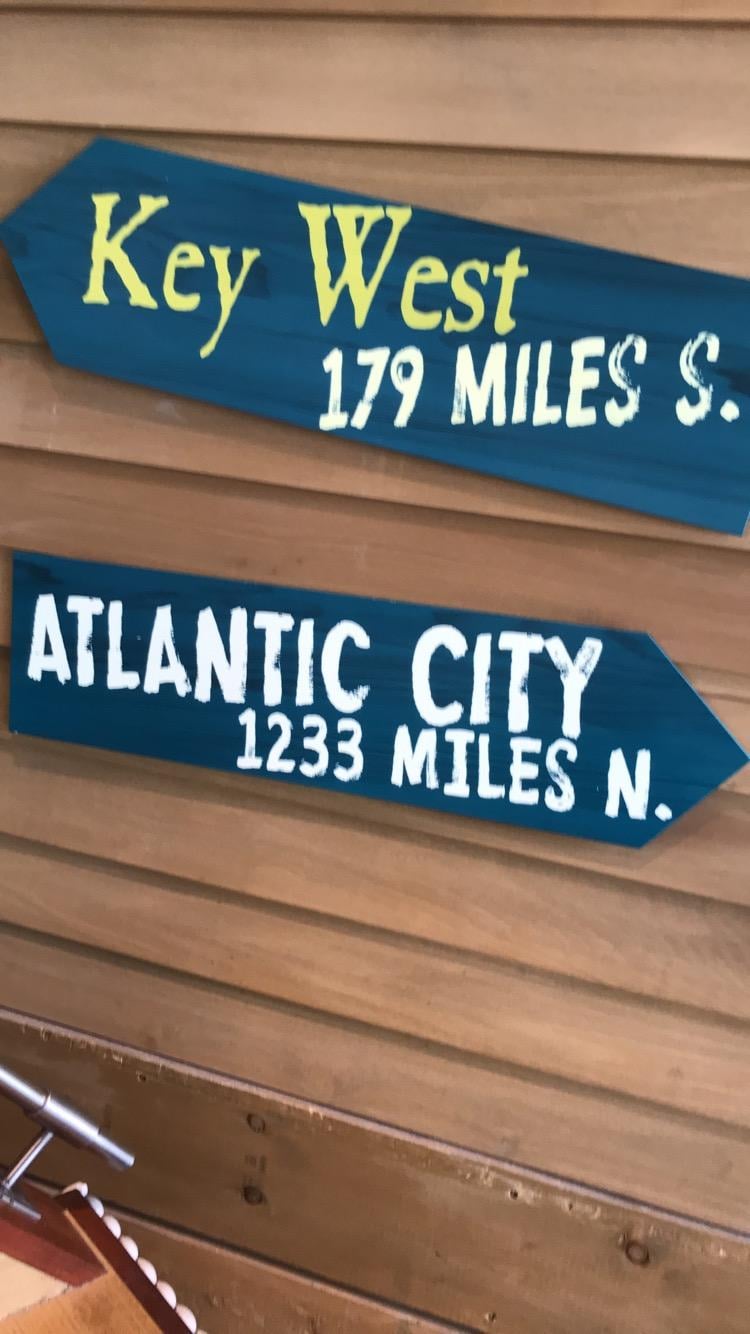 Key West
179 MILES S.
ATLANTIC CITY
1233 MILES N.